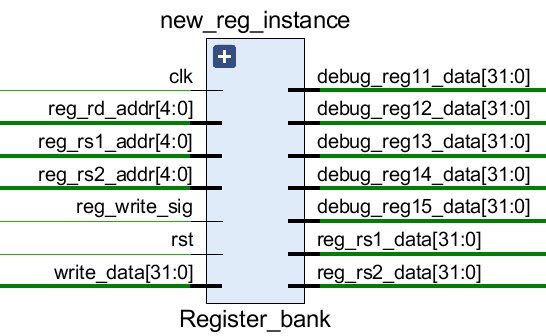 new_reg_instance
clk
debug_reg11_data[31:0]
reg_rd_addr[4:0]
debug_reg12_data[31:0]
reg_rs1_addr[4:0]
debug_reg13_data[31:0]
reg_rs2_addr[4:0]
debug_reg14_data[31:0]
reg_write_sig
debug_reg15_data[31:0]
rst
reg_rs1_data[31:0]
write_data[31:0]
reg_rs2_data[31:0]
Register_bank